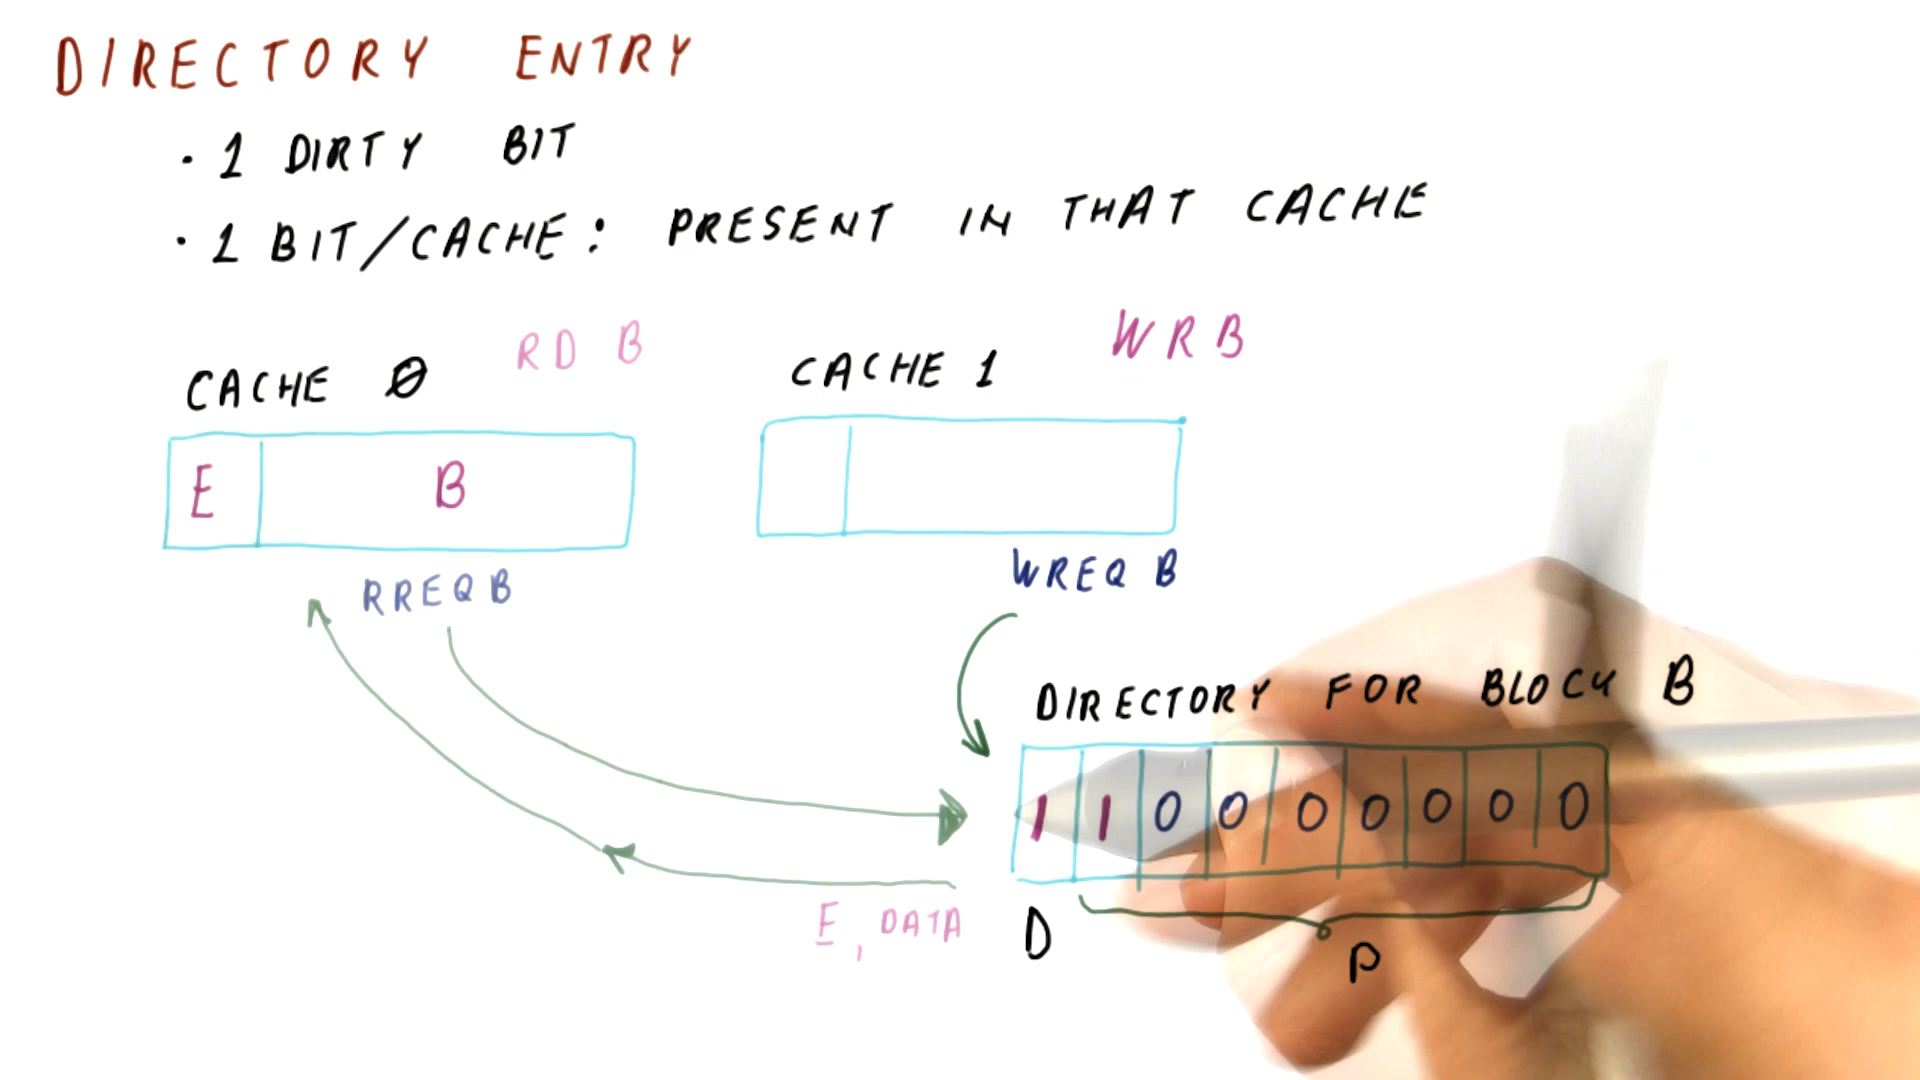 DIRECTORY ENTRY
· 1 DIRTY BIT
· 1 BIT/CACHE: PRESENT IN THAT CACHE
RD B
WRB
CACHE 0
CACHE 1
E B
RREQ B
WREQ B
DIRECTORY FOR BLOCK B
1 1 0 0 0 0 0 0 0
E, DATA
D
P